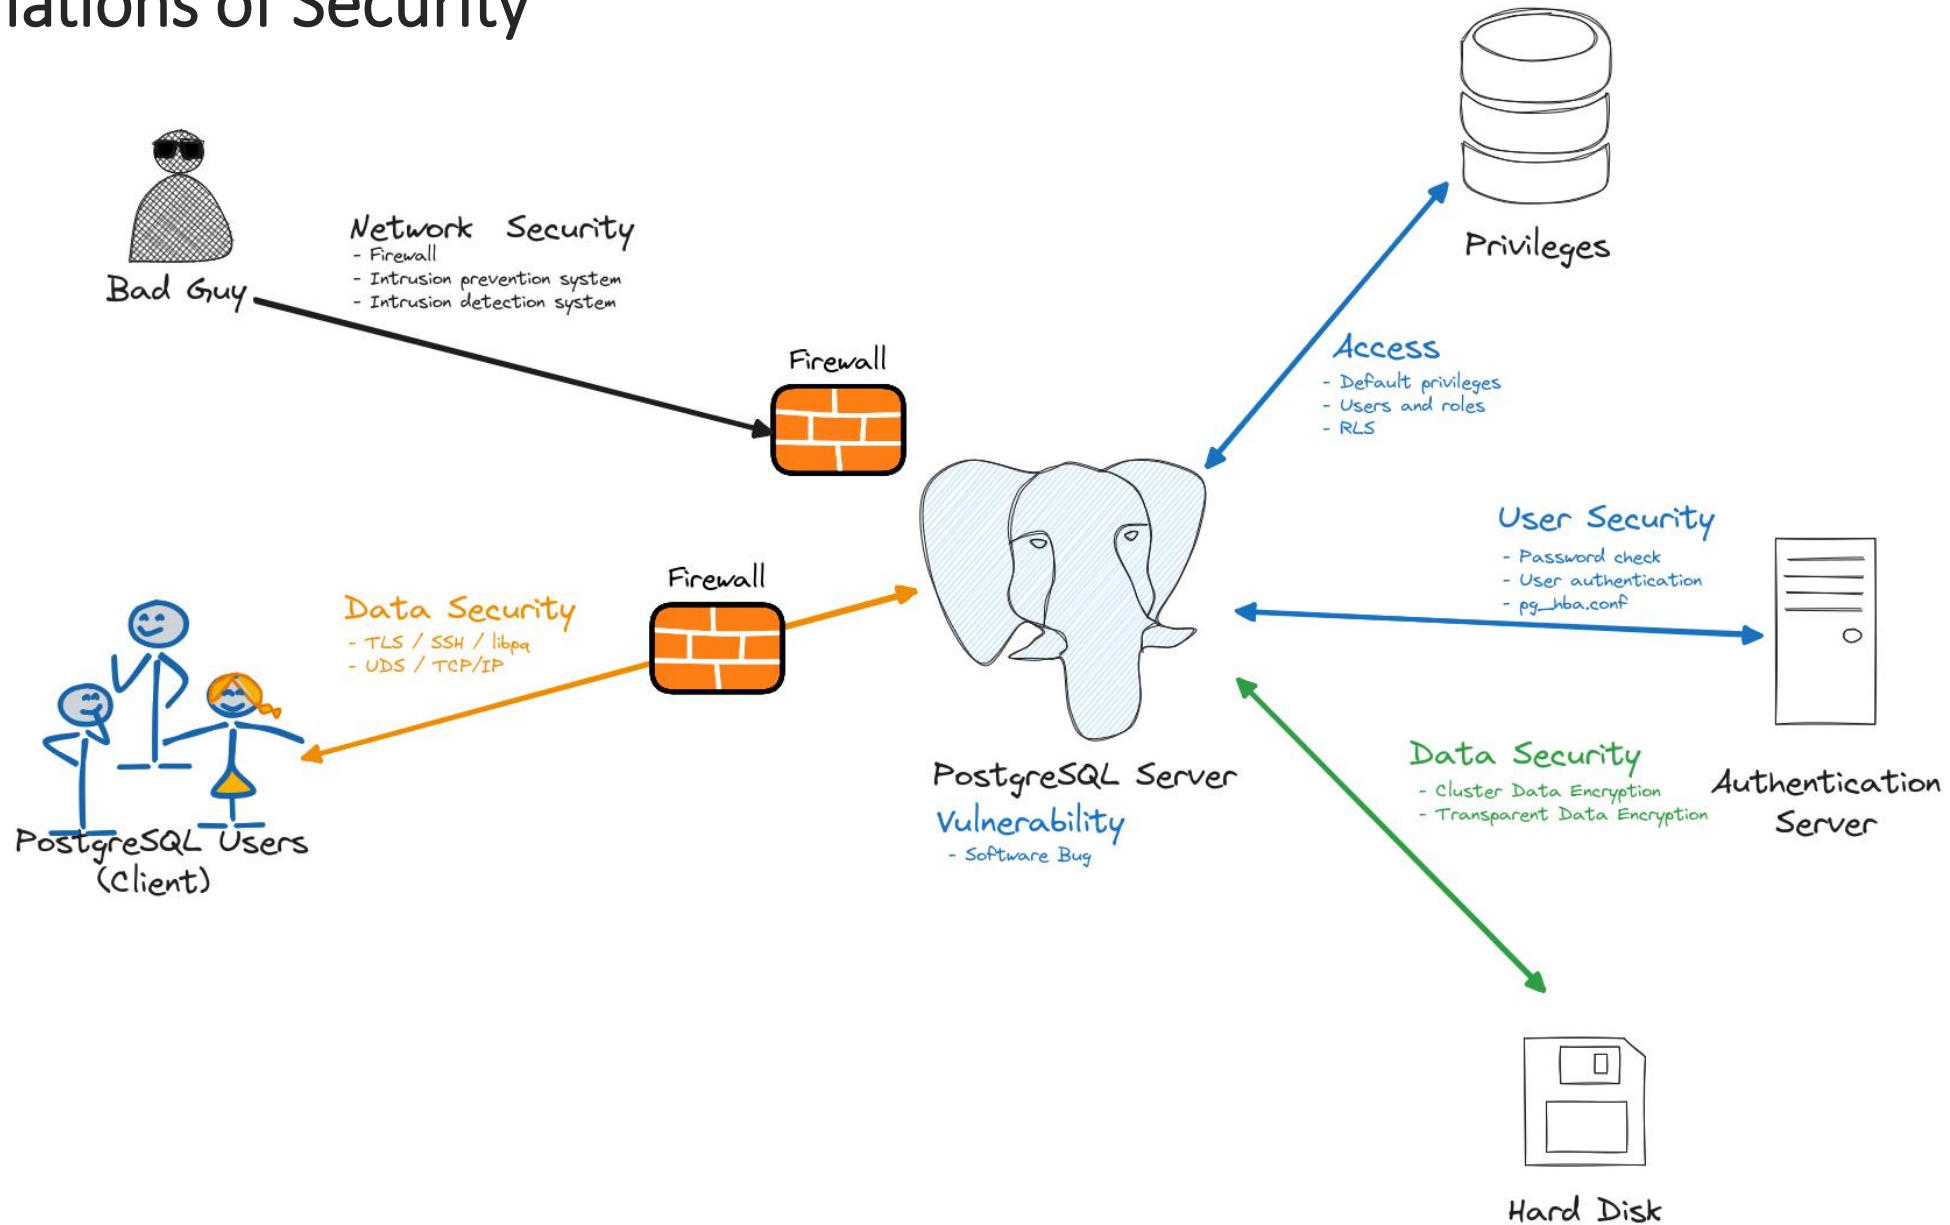 of Security
Bad Guy
Network Security
- Firewall
- Intrusion prevention system
- Intrusion detection system
Firewall
Privileges
Access
- Default privileges
- Users and roles
- RLS
User Security
- Password check
- User authentication
- pg_hba.conf
Firewall
Data Security
- TLS / SSH / libpq
- UDS / TCP/IP
PostgreSQL Users
(Client)
PostgreSQL Server
Vulnerability
- Software Bug
Data Security
- Cluster Data Encryption
- Transparent Data Encryption
Authentication
Server
Hard Disk